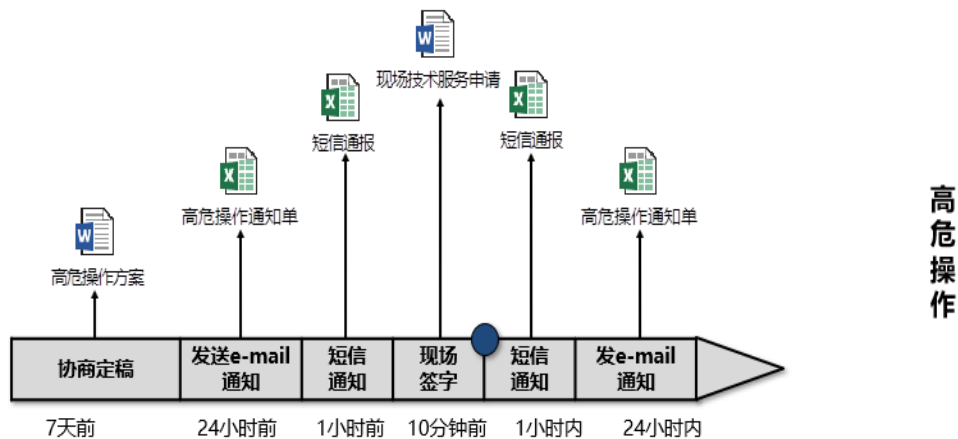 现场技术服务申请
短信通报
短信通报
高危操作通知单
高危操作通知单
高危操作方案
高危操作
协商定稿
发送e-mail
通知
短信
通知
现场
签字
短信
通知
发e-mail
通知
7天前
24小时前
1小时前
10分钟前
1小时内
24小时内